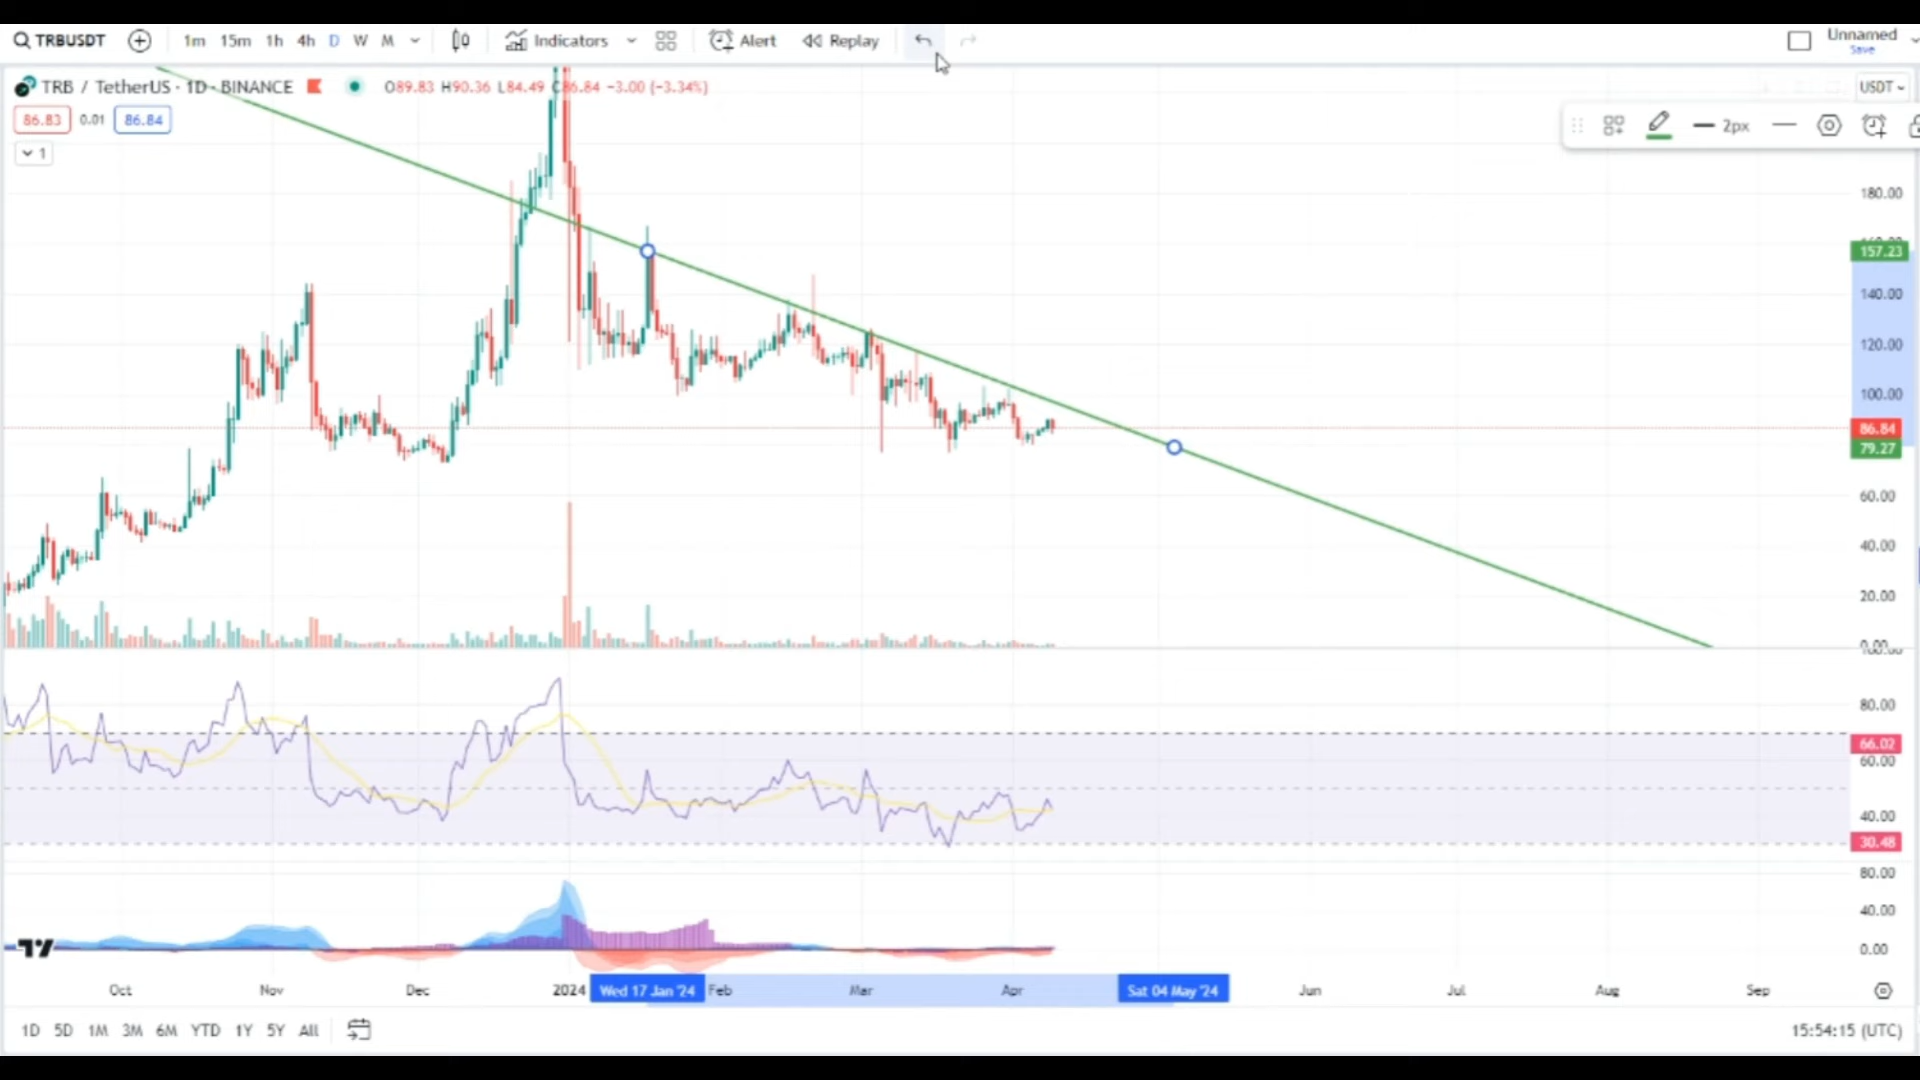 TRBUSDT 1m 15m 1h 4h D W M Indicators Alert Replay Unnamed
Save
TRB / TetherUS · 1D · BINANCE O89.83 H90.36 L84.49 C86.84 −3.00 (−3.34%) USDT
86.83 0.01 86.84
2px
1
180.00
157.23
140.00
120.00
100.00
86.84
79.27
60.00
40.00
20.00
80.00
66.02
60.00
40.00
30.48
80.00
40.00
0.00
Oct Nov Dec 2024 Wed 17 Jan '24 Feb Mar Apr Sat 04 May '24 Jun Jul Aug Sep
1D 5D 1M 3M 6M YTD 1Y 5Y All 15:54:15 (UTC)